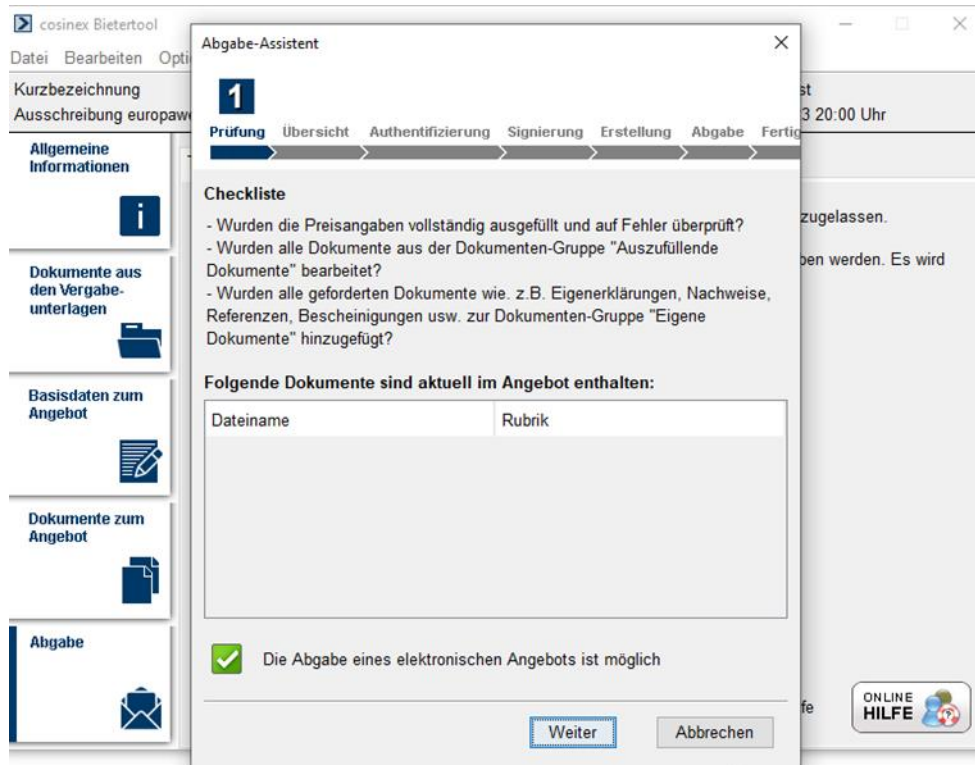 cosinex Bietertool
Datei Bearbeiten Opti
Kurzbezeichnung
Ausschreibung europaw
st
3 20:00 Uhr
Allgemeine
Informationen
i
Dokumente aus
den Vergabe-
unterlagen
Basisdaten zum
Angebot
Dokumente zum
Angebot
Abgabe
Abgabe-Assistent
1
Prüfung Übersicht Authentifizierung Signierung Erstellung Abgabe Fertig
Checkliste
- Wurden die Preisangaben vollständig ausgefüllt und auf Fehler überprüft?
- Wurden alle Dokumente aus der Dokumenten-Gruppe "Auszufüllende
Dokumente" bearbeitet?
- Wurden alle geforderten Dokumente wie. z.B. Eigenerklärungen, Nachweise,
Referenzen, Bescheinigungen usw. zur Dokumenten-Gruppe "Eigene
Dokumente" hinzugefügt?
Folgende Dokumente sind aktuell im Angebot enthalten:
Dateiname Rubrik
Die Abgabe eines elektronischen Angebots ist möglich
Weiter Abbrechen
zugelassen.
ben werden. Es wird
fe
ONLINE
HILFE